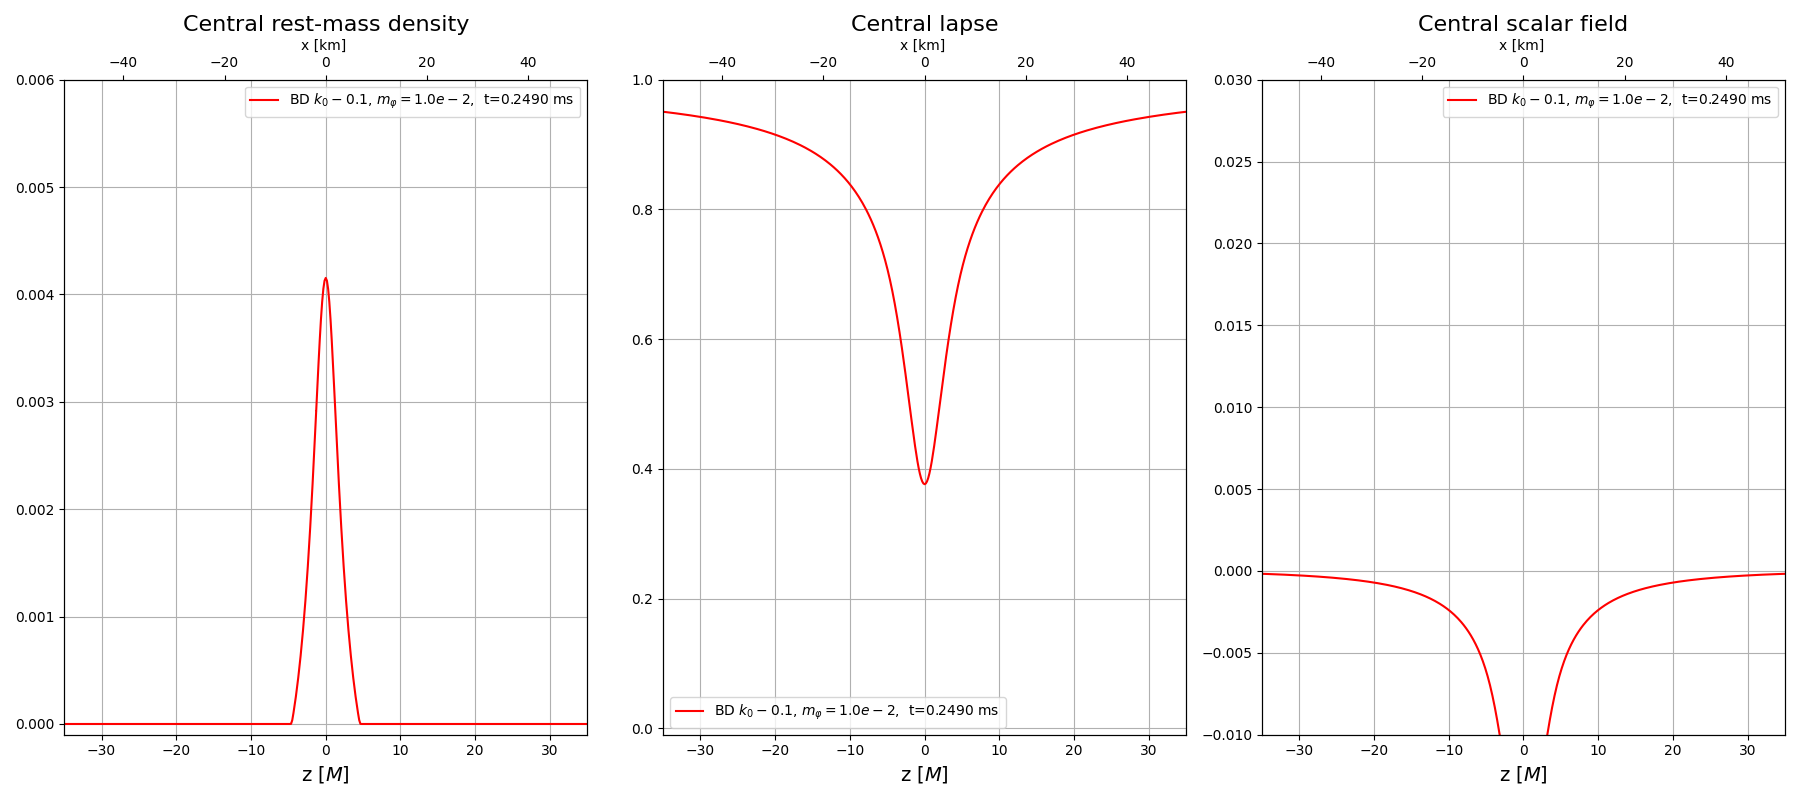 Central rest-mass density
x [km]
−40 −20 0 20 40
0.006
0.005
0.004
0.003
0.002
0.001
0.000
BD k₀ − 0.1, mᵩ = 1.0e − 2, t=0.2490 ms
−30 −20 −10 0 10 20 30
z [M]
Central lapse
x [km]
−40 −20 0 20 40
1.0
0.8
0.6
0.4
0.2
0.0
BD k₀ − 0.1, mᵩ = 1.0e − 2, t=0.2490 ms
−30 −20 −10 0 10 20 30
z [M]
Central scalar field
x [km]
−40 −20 0 20 40
0.030
0.025
0.020
0.015
0.010
0.005
0.000
−0.005
−0.010
BD k₀ − 0.1, mᵩ = 1.0e − 2, t=0.2490 ms
−30 −20 −10 0 10 20 30
z [M]